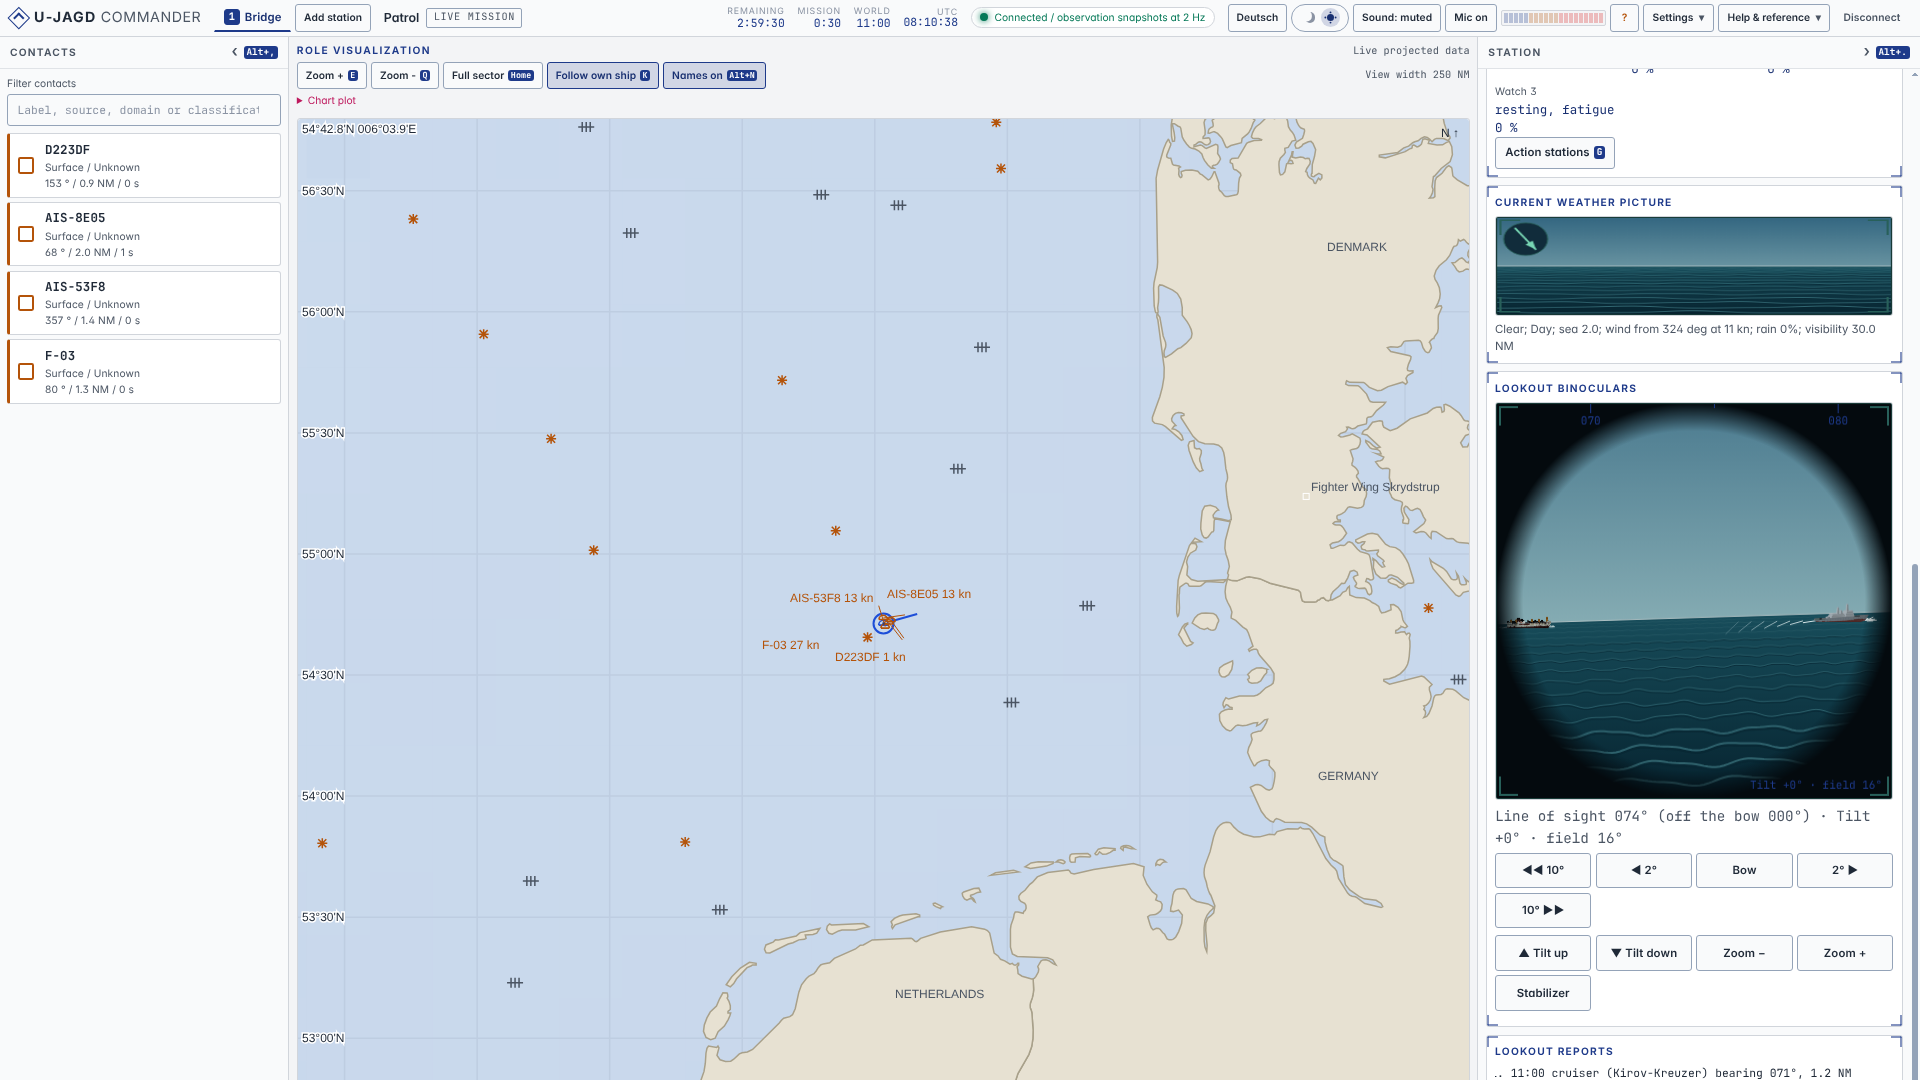 U-JAGD COMMANDER
1 Bridge
Add station
Patrol
LIVE MISSION
REMAINING
2:59:30
MISSION
0:30
WORLD
11:00
UTC
08:10:38
Connected / observation snapshots at 2 Hz
Deutsch
Sound: muted
Mic on
?
Settings ▾
Help & reference ▾
Disconnect
CONTACTS
Alt+,
Filter contacts
Label, source, domain or classificat
D223DF
Surface / Unknown
153 ° / 0.9 NM / 0 s
AIS-8E05
Surface / Unknown
68 ° / 2.0 NM / 1 s
AIS-53F8
Surface / Unknown
357 ° / 1.4 NM / 0 s
F-03
Surface / Unknown
80 ° / 1.3 NM / 0 s
ROLE VISUALIZATION
Live projected data
Zoom + E
Zoom - Q
Full sector Home
Follow own ship K
Names on Alt+N
View width 250 NM
Chart plot
54°42.8'N 006°03.9'E
N ↑
56°30'N
56°00'N
55°30'N
55°00'N
54°30'N
54°00'N
53°30'N
53°00'N
DENMARK
Fighter Wing Skrydstrup
AIS-53F8 13 kn
AIS-8E05 13 kn
F-03 27 kn
D223DF 1 kn
GERMANY
NETHERLANDS
STATION
Alt+.
0 %
0 %
Watch 3
resting, fatigue
0 %
Action stations G
CURRENT WEATHER PICTURE
Clear; Day; sea 2.0; wind from 324 deg at 11 kn; rain 0%; visibility 30.0
NM
LOOKOUT BINOCULARS
070
080
Tilt +0° · field 16°
Line of sight 074° (off the bow 000°) · Tilt
+0° · field 16°
◀◀ 10°
◀ 2°
Bow
2° ▶
10° ▶▶
▲ Tilt up
▼ Tilt down
Zoom −
Zoom +
Stabilizer
LOOKOUT REPORTS
11:00 cruiser (Kirov-Kreuzer) bearing 071°, 1.2 NM